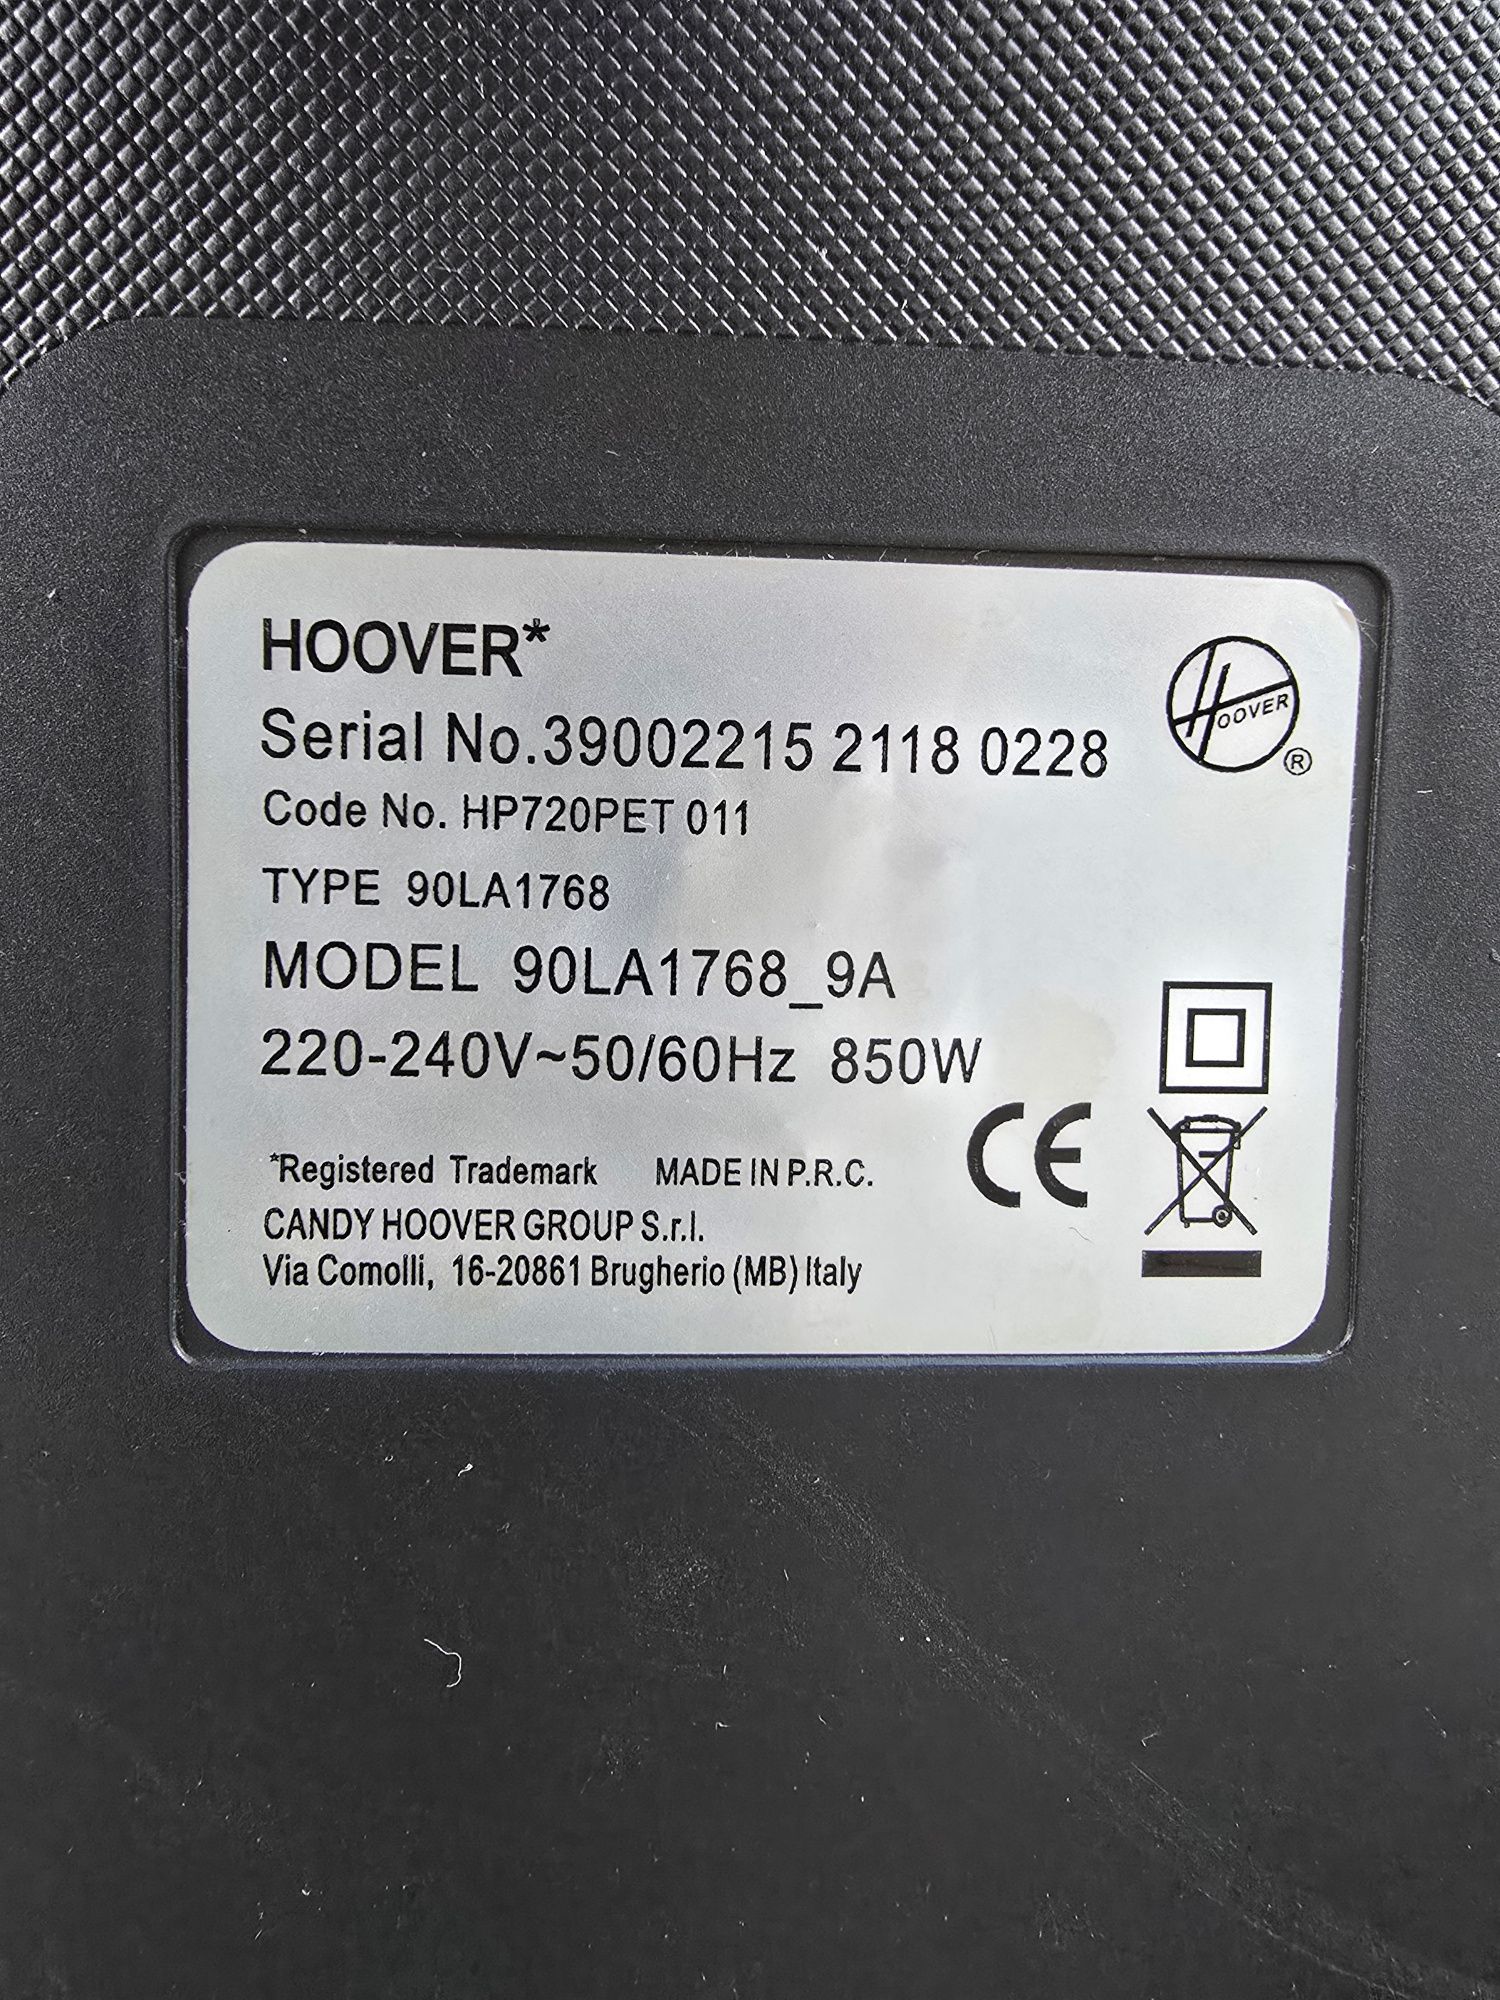 HOOVER*
HOOVER
®
Serial No.39002215 2118 0228
Code No. HP720PET 011
TYPE 90LA1768
MODEL 90LA1768_9A
220-240V~50/60Hz 850W
CE
*Registered Trademark MADE IN P.R.C.
CANDY HOOVER GROUP S.r.l.
Via Comolli, 16-20861 Brugherio (MB) Italy